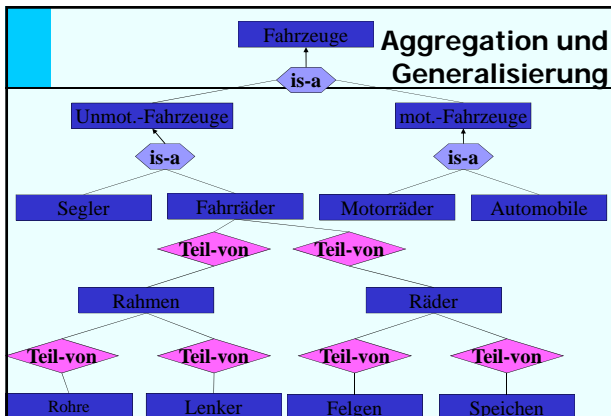 Fahrzeuge
Aggregation und
Generalisierung
is-a
Unmot.-Fahrzeuge
mot.-Fahrzeuge
is-a
is-a
Segler
Fahrräder
Motorräder
Automobile
Teil-von
Teil-von
Rahmen
Räder
Teil-von
Teil-von
Teil-von
Teil-von
Rohre
Lenker
Felgen
Speichen